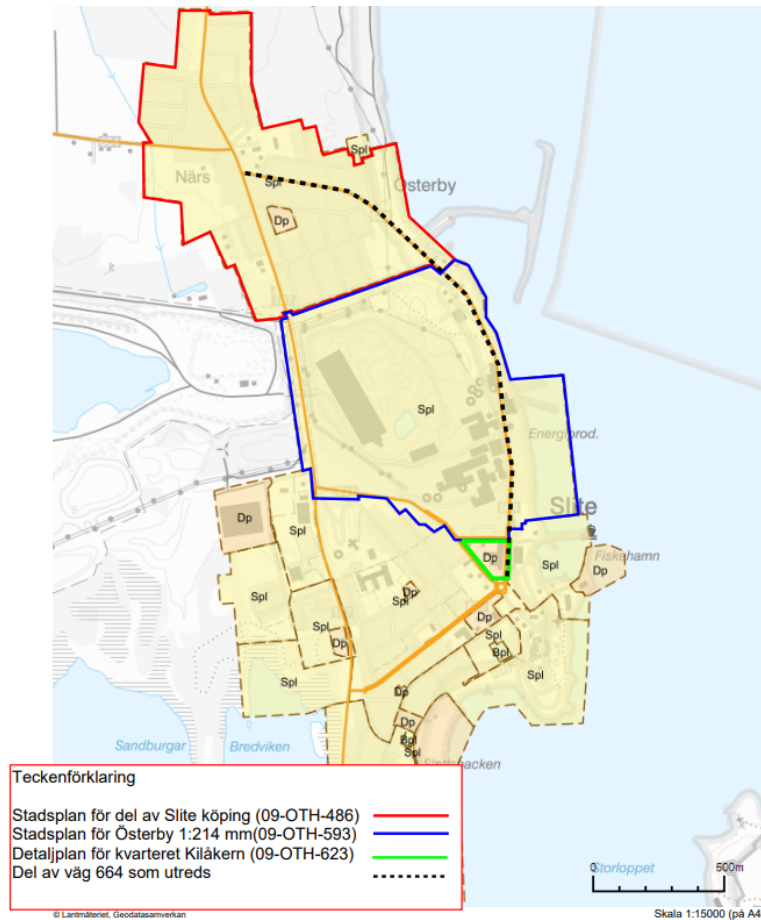 Spl
Närs
Österby
Spl
Dp
Spl
Energiprod.
Slite
Dp
Spl
Dp
Spl
Fiskehamn
Dp
Spl
Spl
Dp
Spl
Spl
Dp
Bpl
Spl
Spl
Dp
Dp
Bpl
Spl
Sandburgar
Bredviken
Teckenförklaring
Stadsplan för del av Slite köping (09-OTH-486)
Stadsplan för Österby 1:214 mm(09-OTH-593)
Detaljplan för kvarteret Kilåkern (09-OTH-623)
Del av väg 664 som utreds
Storloppet
0 500m
© Lantmäteriet, Geodatasamverkan
Skala 1:15000 (på A4